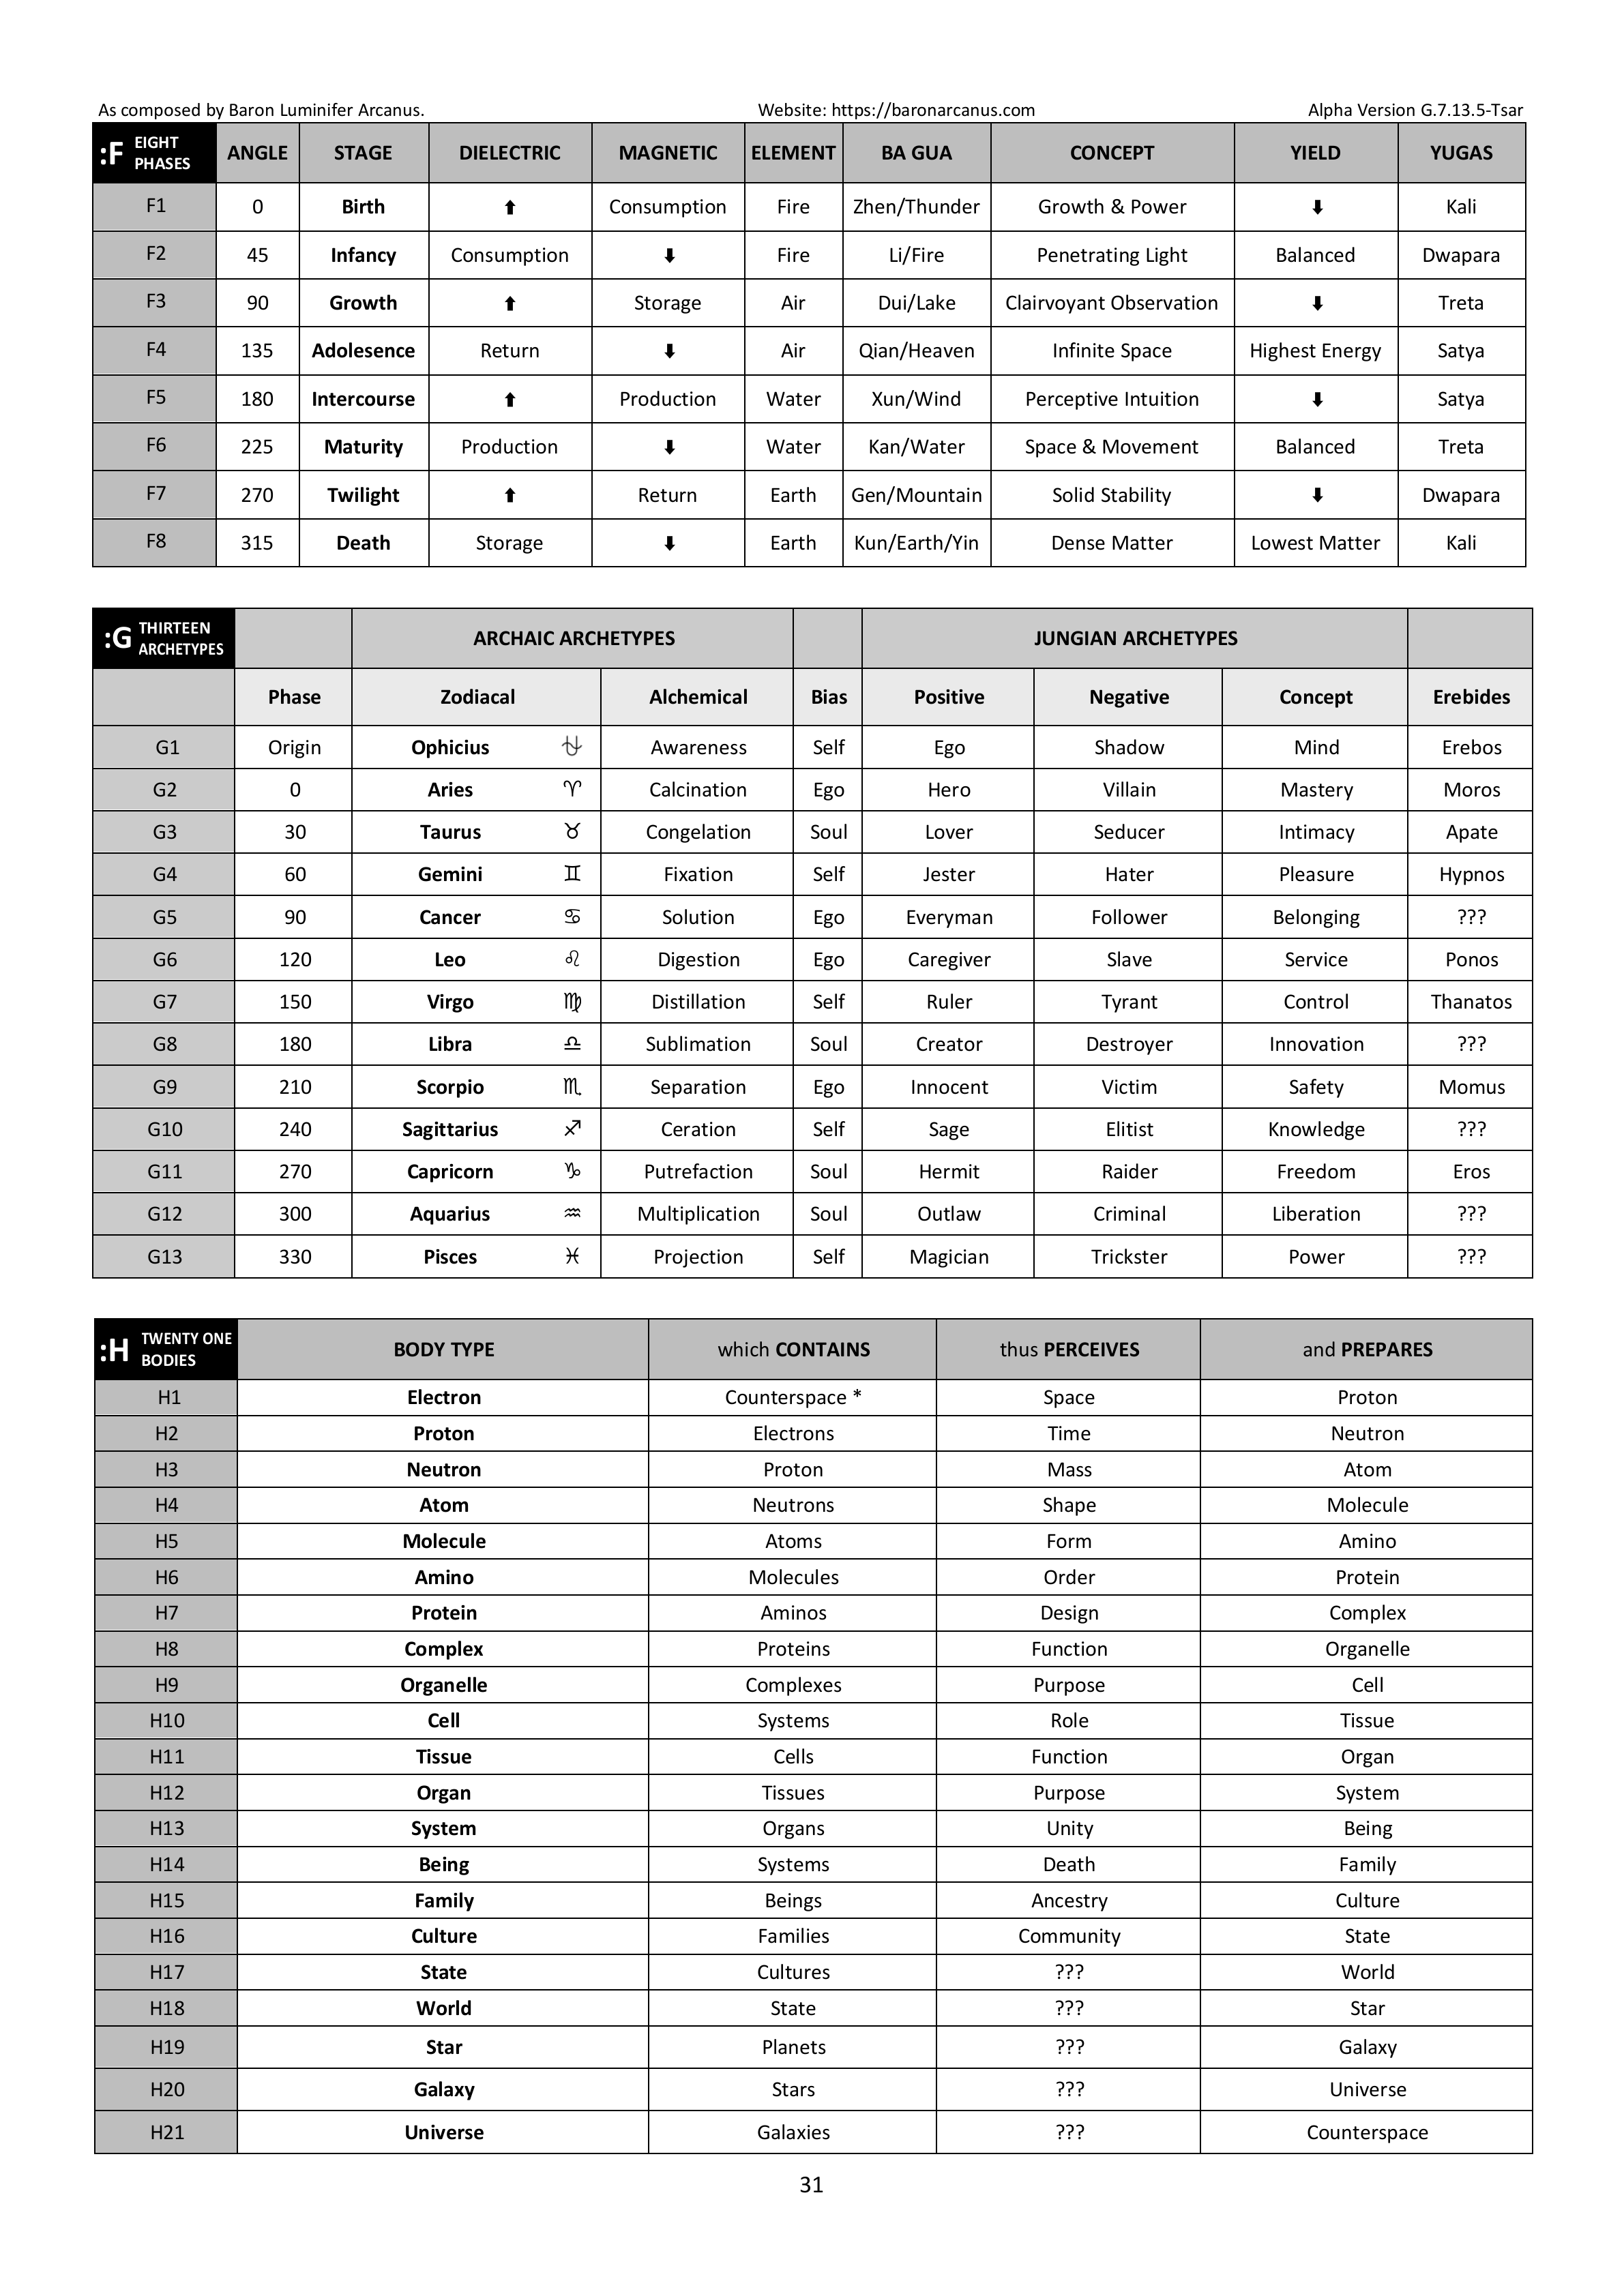 As composed by Baron Luminifer Arcanus. Website: https://baronarcanus.com Alpha Version G.7.13.5-Tsar
:F EIGHT PHASES ANGLE STAGE DIELECTRIC MAGNETIC ELEMENT BA GUA CONCEPT YIELD YUGAS
F1 0 Birth ⬆ Consumption Fire Zhen/Thunder Growth & Power ⬇ Kali
F2 45 Infancy Consumption ⬇ Fire Li/Fire Penetrating Light Balanced Dwapara
F3 90 Growth ⬆ Storage Air Dui/Lake Clairvoyant Observation ⬇ Treta
F4 135 Adolesence Return ⬇ Air Qian/Heaven Infinite Space Highest Energy Satya
F5 180 Intercourse ⬆ Production Water Xun/Wind Perceptive Intuition ⬇ Satya
F6 225 Maturity Production ⬇ Water Kan/Water Space & Movement Balanced Treta
F7 270 Twilight ⬆ Return Earth Gen/Mountain Solid Stability ⬇ Dwapara
F8 315 Death Storage ⬇ Earth Kun/Earth/Yin Dense Matter Lowest Matter Kali
:G THIRTEEN ARCHETYPES ARCHAIC ARCHETYPES JUNGIAN ARCHETYPES
Phase Zodiacal Alchemical Bias Positive Negative Concept Erebides
G1 Origin Ophicius ⛎ Awareness Self Ego Shadow Mind Erebos
G2 0 Aries ♈ Calcination Ego Hero Villain Mastery Moros
G3 30 Taurus ♉ Congelation Soul Lover Seducer Intimacy Apate
G4 60 Gemini ♊ Fixation Self Jester Hater Pleasure Hypnos
G5 90 Cancer ♋ Solution Ego Everyman Follower Belonging ???
G6 120 Leo ♌ Digestion Ego Caregiver Slave Service Ponos
G7 150 Virgo ♍ Distillation Self Ruler Tyrant Control Thanatos
G8 180 Libra ♎ Sublimation Soul Creator Destroyer Innovation ???
G9 210 Scorpio ♏ Separation Ego Innocent Victim Safety Momus
G10 240 Sagittarius ♐ Ceration Self Sage Elitist Knowledge ???
G11 270 Capricorn ♑ Putrefaction Soul Hermit Raider Freedom Eros
G12 300 Aquarius ♒ Multiplication Soul Outlaw Criminal Liberation ???
G13 330 Pisces ♓ Projection Self Magician Trickster Power ???
:H TWENTY ONE BODIES BODY TYPE which CONTAINS thus PERCEIVES and PREPARES
H1 Electron Counterspace * Space Proton
H2 Proton Electrons Time Neutron
H3 Neutron Proton Mass Atom
H4 Atom Neutrons Shape Molecule
H5 Molecule Atoms Form Amino
H6 Amino Molecules Order Protein
H7 Protein Aminos Design Complex
H8 Complex Proteins Function Organelle
H9 Organelle Complexes Purpose Cell
H10 Cell Systems Role Tissue
H11 Tissue Cells Function Organ
H12 Organ Tissues Purpose System
H13 System Organs Unity Being
H14 Being Systems Death Family
H15 Family Beings Ancestry Culture
H16 Culture Families Community State
H17 State Cultures ??? World
H18 World State ??? Star
H19 Star Planets ??? Galaxy
H20 Galaxy Stars ??? Universe
H21 Universe Galaxies ??? Counterspace
31